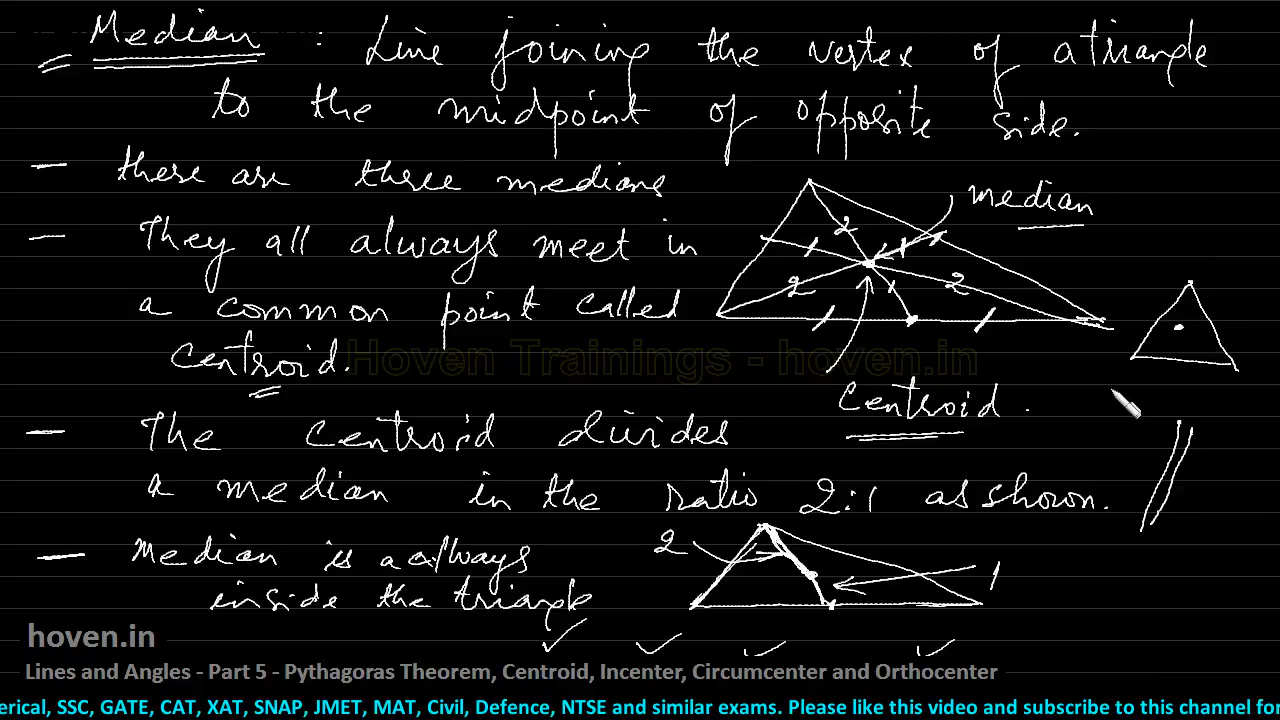 Median : Line joining the vertex of a triangle
to the midpoint of opposite side.
- there are three medians
- They all always meet in
a common point called
centroid.
median
2
1
1
2
1
2
Centroid.
Hoven Trainings - hoven.in
- The centroid divides
a median in the ratio 2:1 as shown.
- Median is always
inside the triangle
2
1
hoven.in
Lines and Angles - Part 5 - Pythagoras Theorem, Centroid, Incenter, Circumcenter and Orthocenter
erical, SSC, GATE, CAT, XAT, SNAP, JMET, MAT, Civil, Defence, NTSE and similar exams. Please like this video and subscribe to this channel for